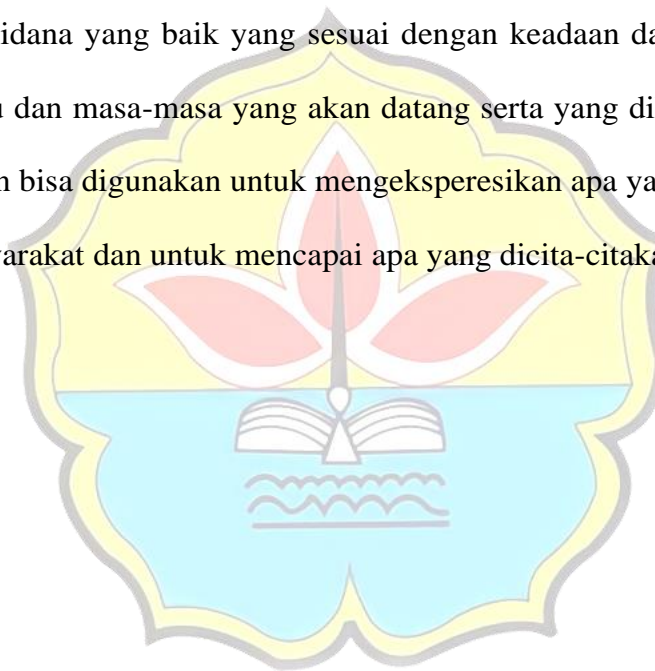 idana yang baik yang sesuai dengan keadaan da
u dan masa-masa yang akan datang serta yang di
n bisa digunakan untuk mengeksperesikan apa ya
yarakat dan untuk mencapai apa yang dicita-citaka